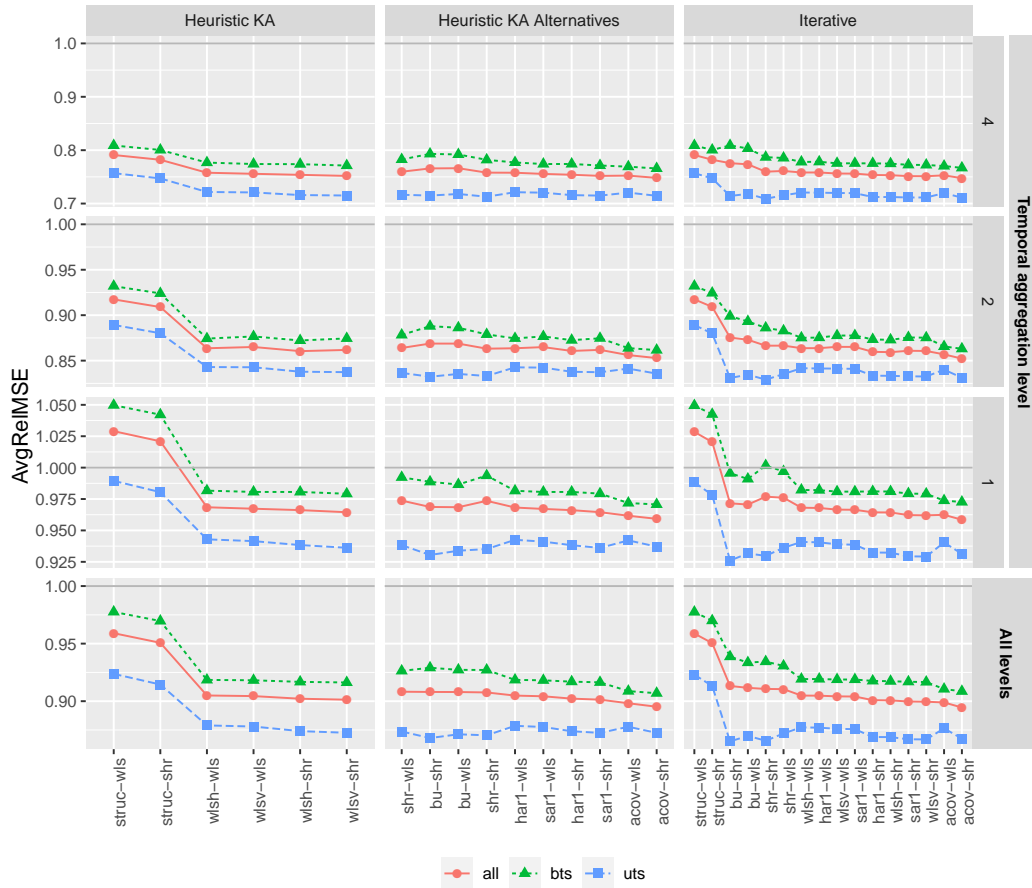 Heuristic KA
Heuristic KA Alternatives
Iterative
1.0
0.9
0.8
0.7
4
1.00
0.95
0.90
0.85
2
1.050
1.025
1.000
0.975
0.950
0.925
1
1.00
0.95
0.90
All levels
Temporal aggregation level
AvgRelMSE
struc−wls
struc−shr
wlsh−wls
wlsv−wls
wlsh−shr
wlsv−shr
shr−wls
bu−shr
bu−wls
shr−shr
har1−wls
sar1−wls
har1−shr
sar1−shr
acov−wls
acov−shr
struc−wls
struc−shr
bu−shr
bu−wls
shr−shr
shr−wls
wlsh−wls
har1−wls
wlsv−wls
sar1−wls
har1−shr
wlsh−shr
sar1−shr
wlsv−shr
acov−wls
acov−shr
all bts uts